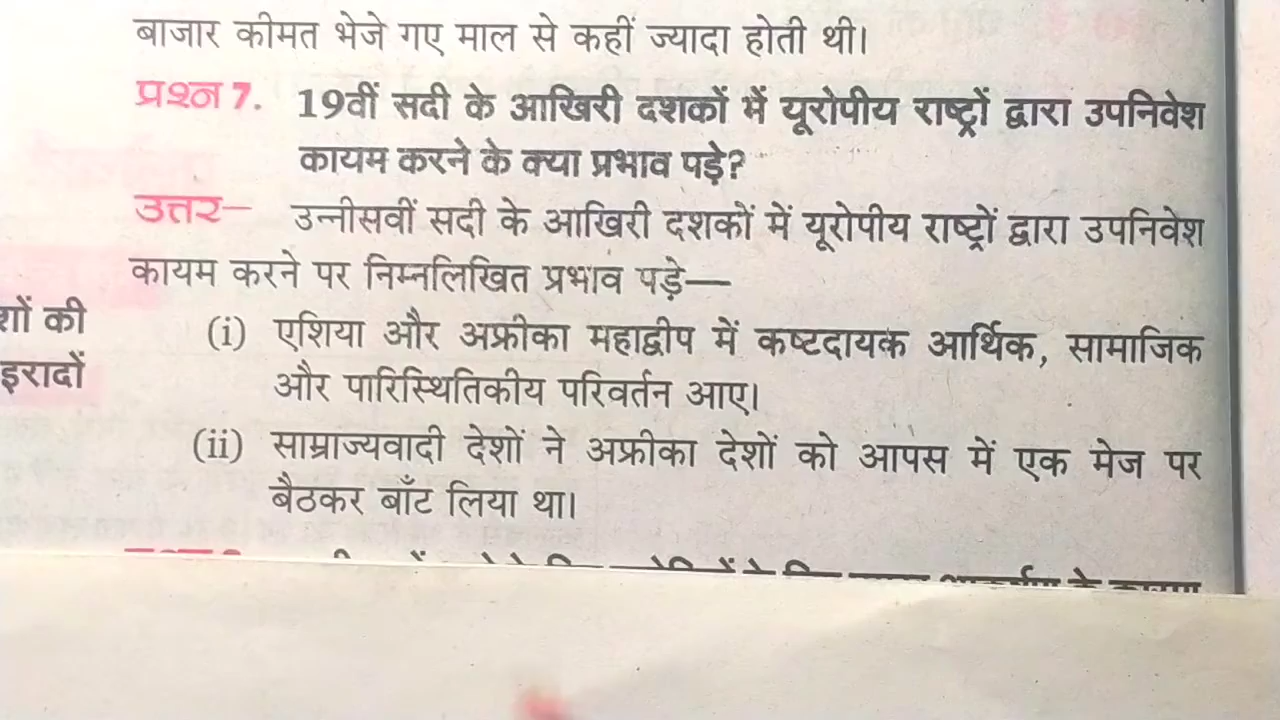 बाजार कीमत भेजे गए माल से कहीं ज्यादा होती थी।
प्रश्न 7. 19वीं सदी के आखिरी दशकों में यूरोपीय राष्ट्रों द्वारा उपनिवेश
कायम करने के क्या प्रभाव पड़े?
उत्तर— उन्नीसवीं सदी के आखिरी दशकों में यूरोपीय राष्ट्रों द्वारा उपनिवेश
कायम करने पर निम्नलिखित प्रभाव पड़े—
शों की
इरादों
(i) एशिया और अफ्रीका महाद्वीप में कष्टदायक आर्थिक, सामाजिक
और पारिस्थितिकीय परिवर्तन आए।
(ii) साम्राज्यवादी देशों ने अफ्रीका देशों को आपस में एक मेज पर
बैठकर बाँट लिया था।